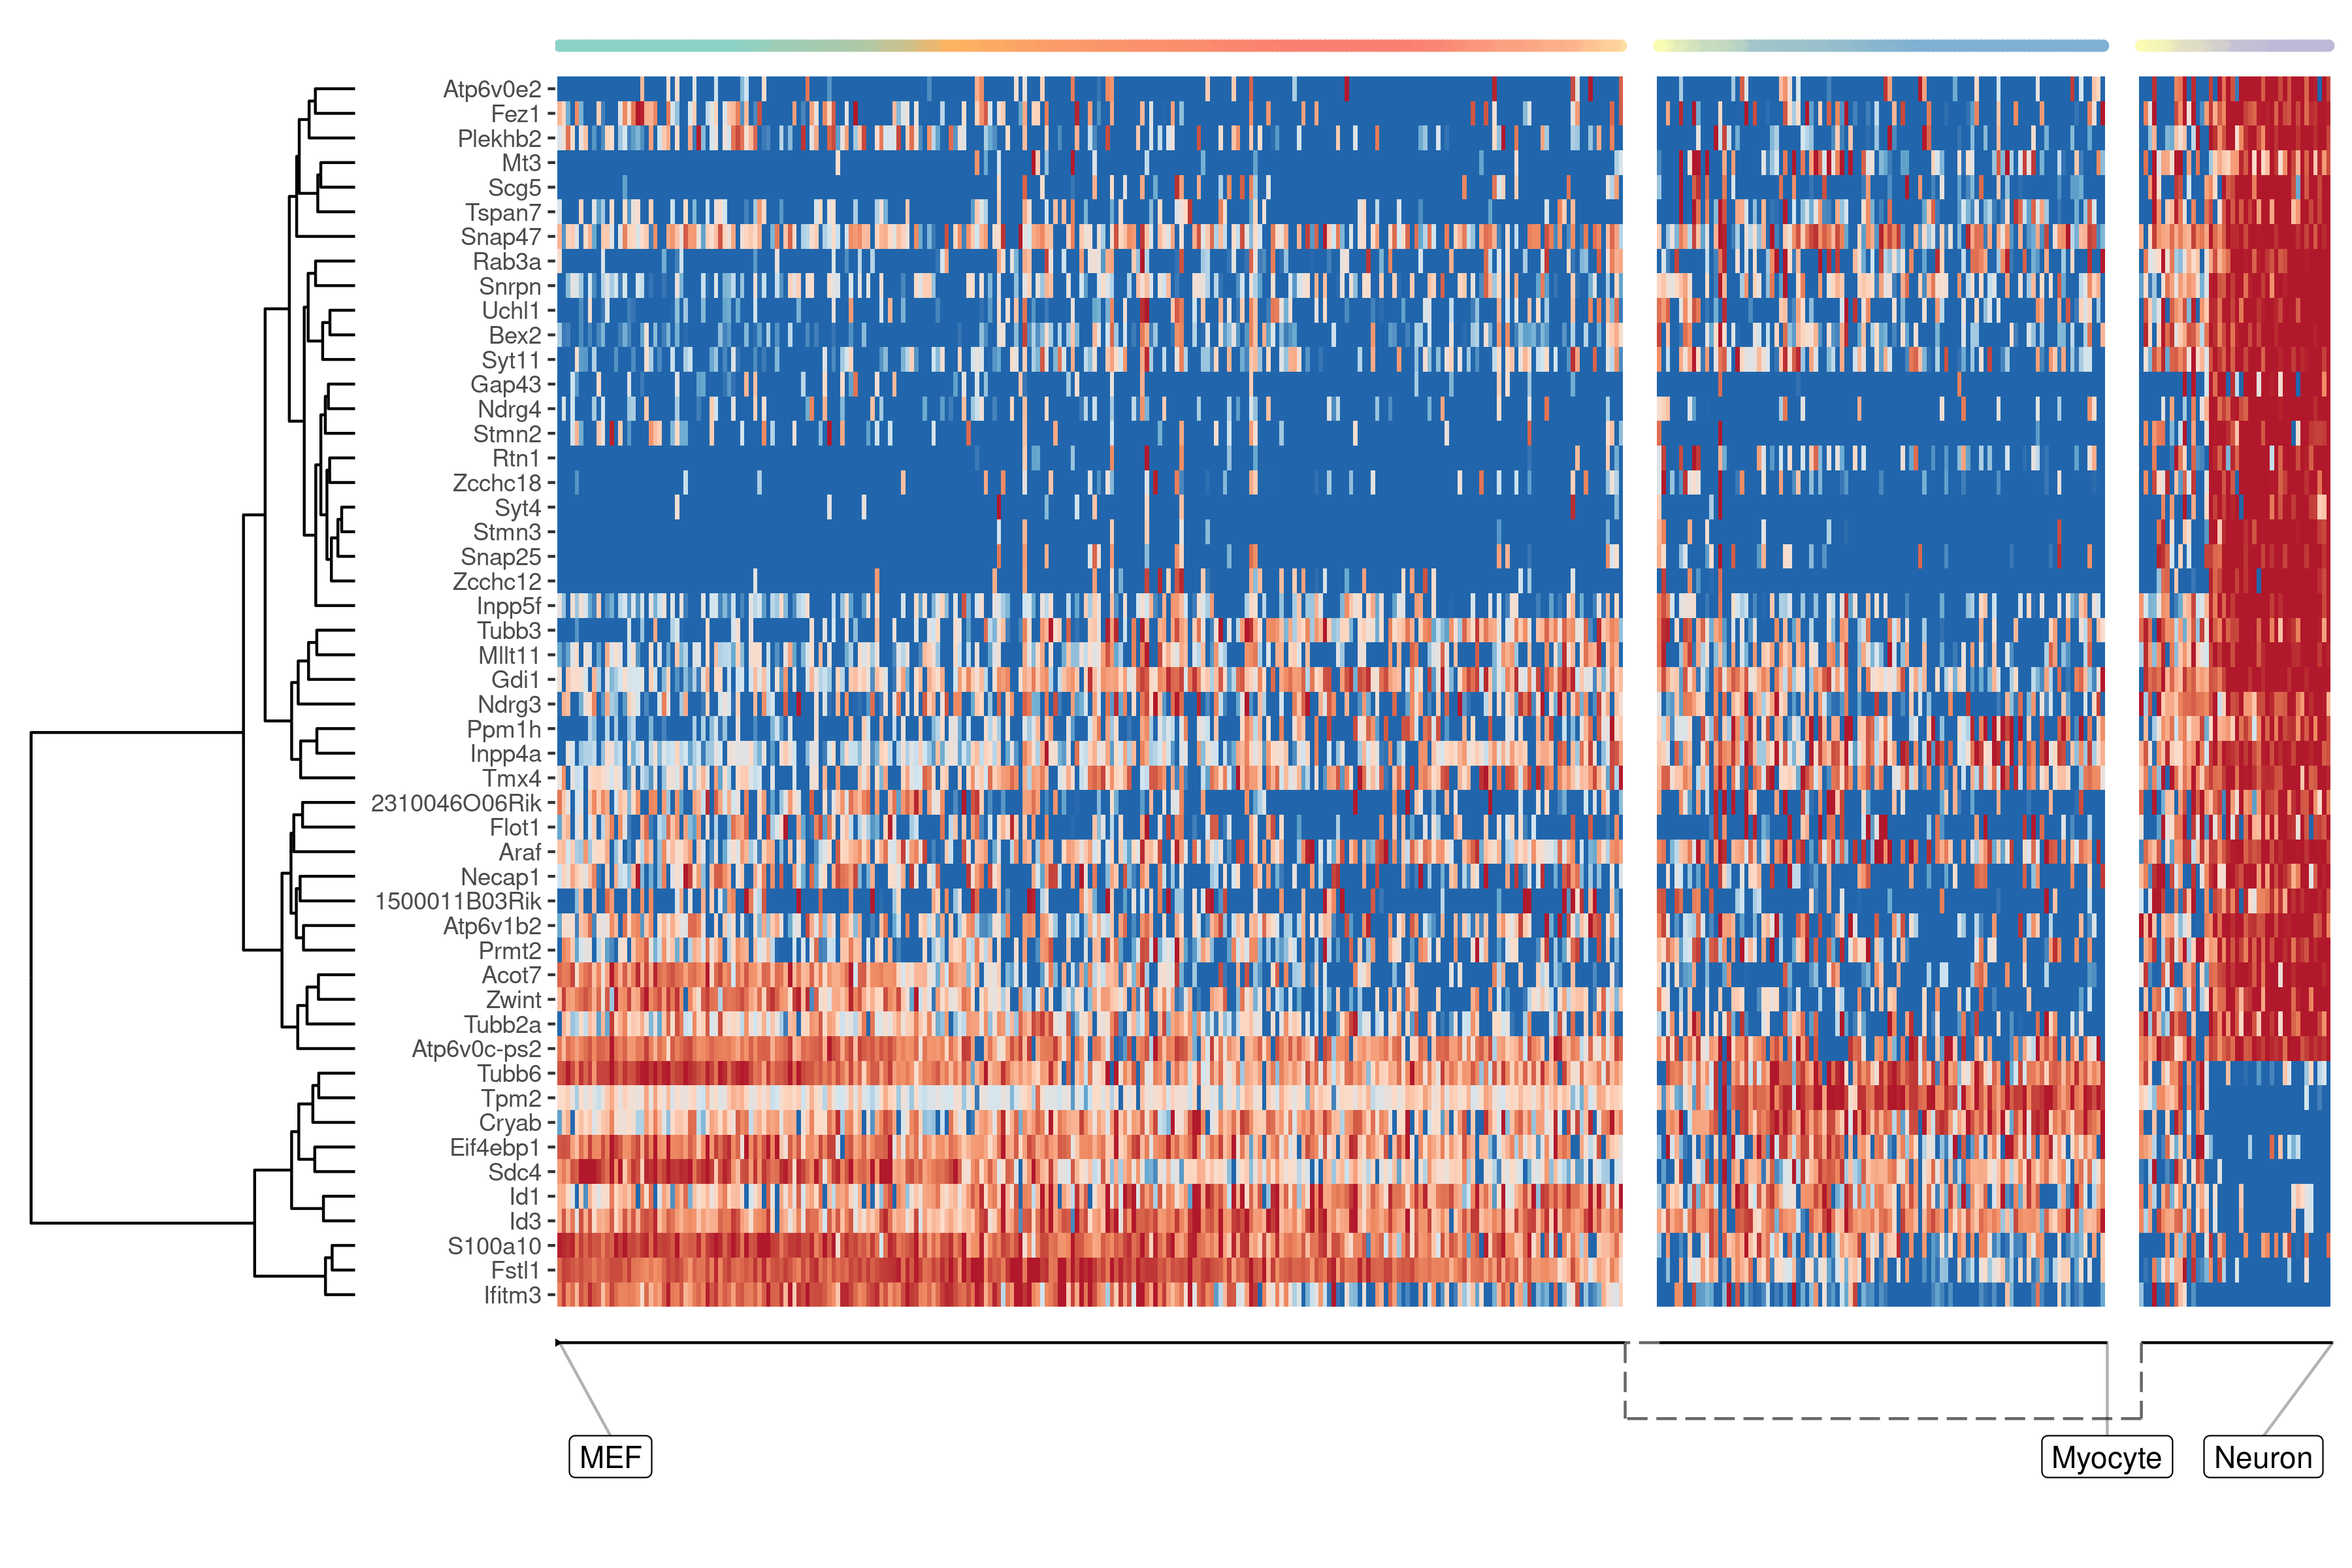 Atp6v0e2
Fez1
Plekhb2
Mt3
Scg5
Tspan7
Snap47
Rab3a
Snrpn
Uchl1
Bex2
Syt11
Gap43
Ndrg4
Stmn2
Rtn1
Zcchc18
Syt4
Stmn3
Snap25
Zcchc12
Inpp5f
Tubb3
Mllt11
Gdi1
Ndrg3
Ppm1h
Inpp4a
Tmx4
2310046O06Rik
Flot1
Araf
Necap1
1500011B03Rik
Atp6v1b2
Prmt2
Acot7
Zwint
Tubb2a
Atp6v0c-ps2
Tubb6
Tpm2
Cryab
Eif4ebp1
Sdc4
Id1
Id3
S100a10
Fstl1
Ifitm3
MEF Myocyte Neuron